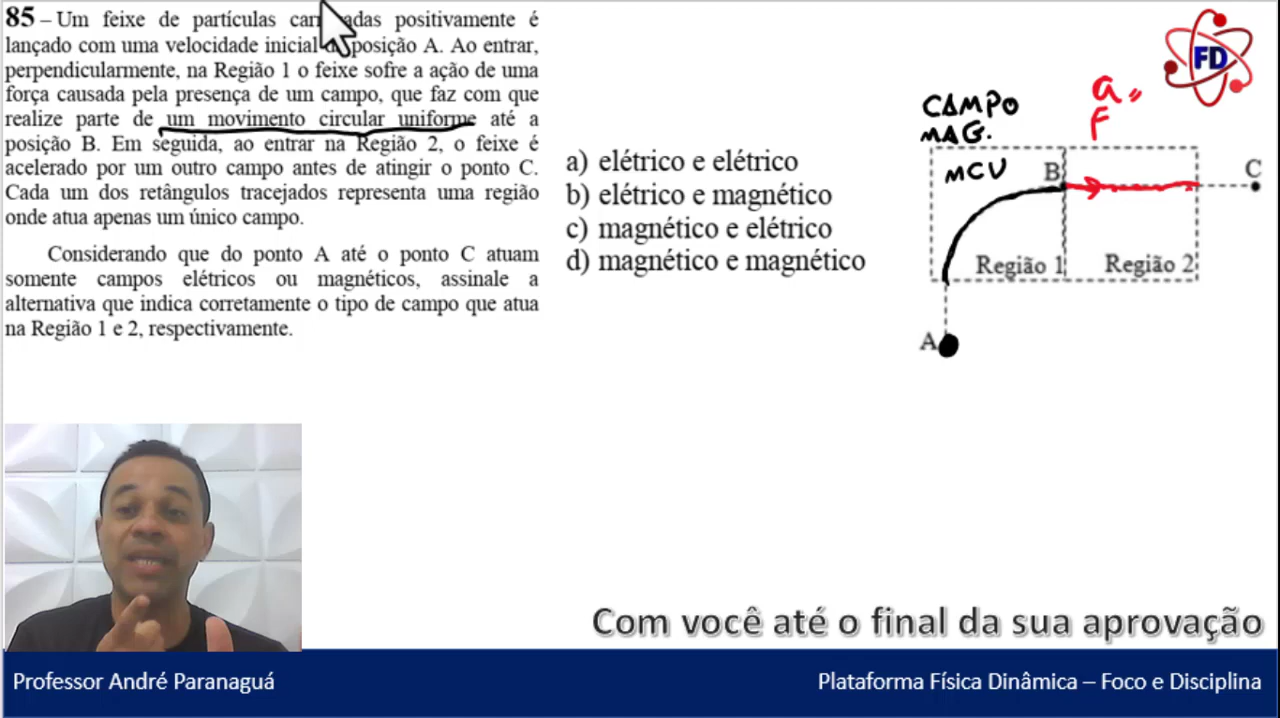 85 – Um feixe de partículas carregadas positivamente é
lançado com uma velocidade inicial posição A. Ao entrar,
perpendicularmente, na Região 1 o feixe sofre a ação de uma
força causada pela presença de um campo, que faz com que
realize parte de um movimento circular uniforme até a
posição B. Em seguida, ao entrar na Região 2, o feixe é
acelerado por um outro campo antes de atingir o ponto C.
Cada um dos retângulos tracejados representa uma região
onde atua apenas um único campo.
Considerando que do ponto A até o ponto C atuam
somente campos elétricos ou magnéticos, assinale a
alternativa que indica corretamente o tipo de campo que atua
na Região 1 e 2, respectivamente.
a) elétrico e elétrico
b) elétrico e magnético
c) magnético e elétrico
d) magnético e magnético
FD
CAMPO
MAG.
a =
F
MCU
B
C
Região 1
Região 2
A
Com você até o final da sua aprovação
Professor André Paranaguá
Plataforma Física Dinâmica – Foco e Disciplina